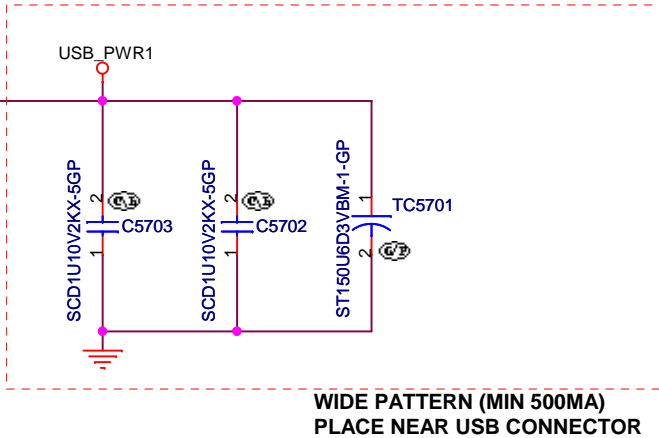 USB_PWR1
SCD1U10V2KX-5GP
2
1
C5703
SCD1U10V2KX-5GP
2
1
C5702
ST150U6D3VBM-1-GP
1
2
TC5701
G/P
WIDE PATTERN (MIN 500MA)
PLACE NEAR USB CONNECTOR